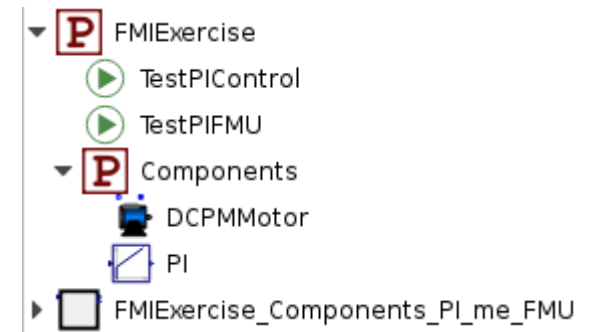 P FMIExercise
TestPIControl
TestPIFMU
P Components
DCPMMotor
PI
FMIExercise_Components_PI_me_FMU